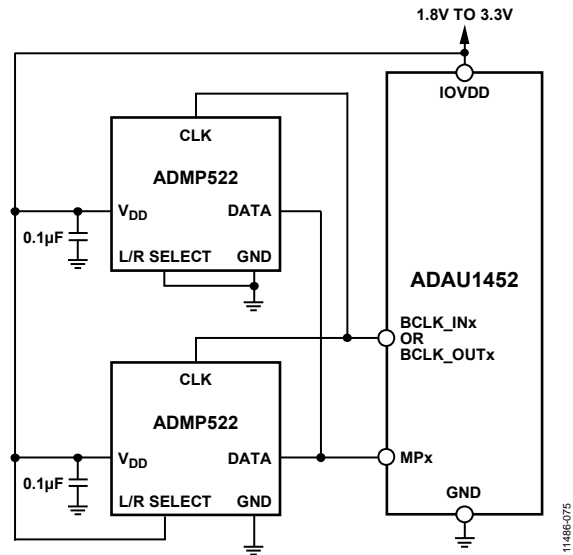 1.8V TO 3.3V
IOVDD
CLK
ADMP522
VDD
DATA
0.1µF
L/R SELECT
GND
ADAU1452
BCLK_INx
OR
BCLK_OUTx
CLK
ADMP522
VDD
DATA
MPx
0.1µF
L/R SELECT
GND
GND
11486-075